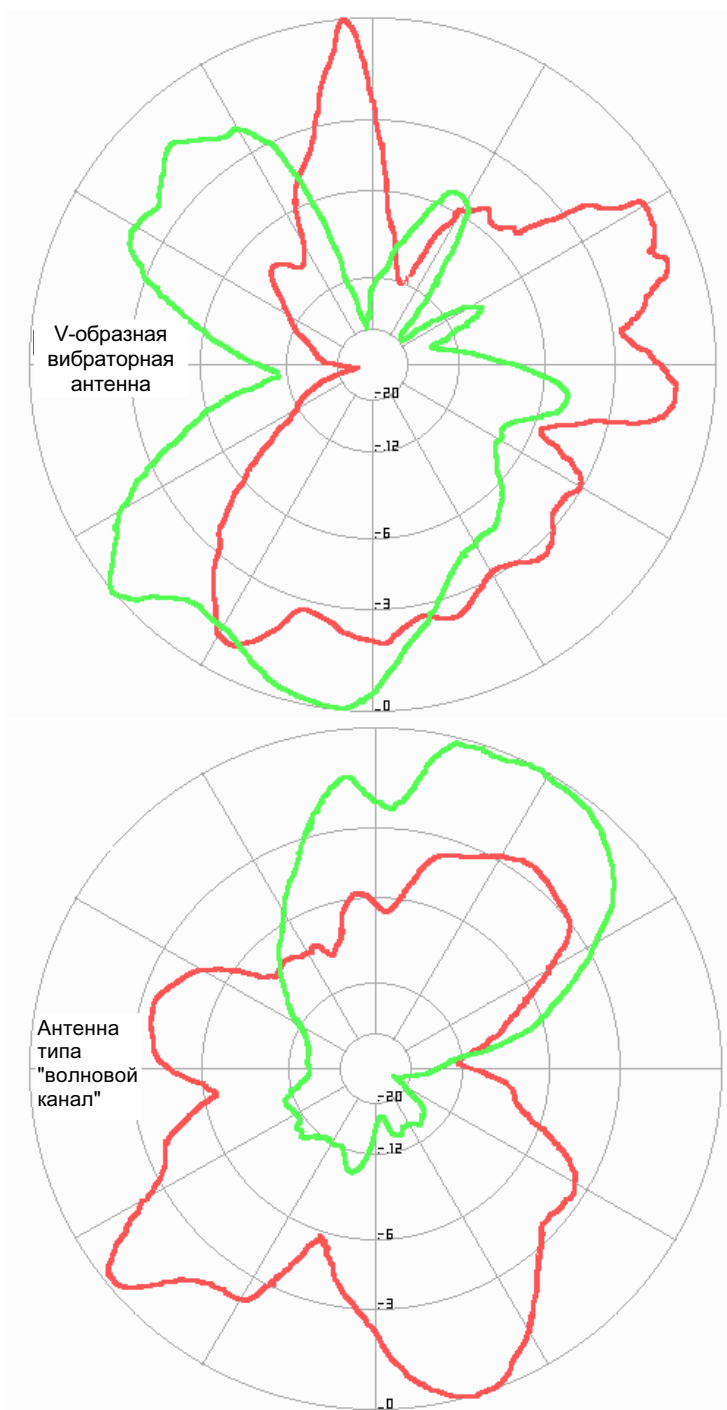 V-образная
вибраторная
антенна
-20
-12
-6
-3
-0
Антенна
типа
"волновой
канал"
-20
-12
-6
-3
-0